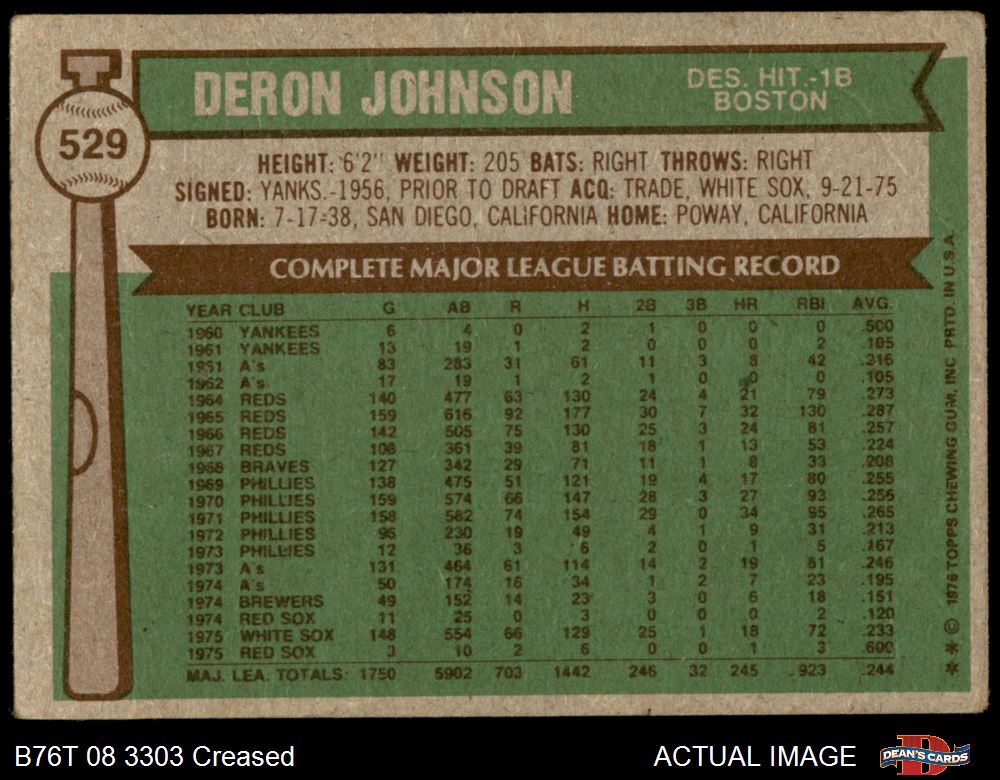 DERON JOHNSON
DES. HIT.-1B
BOSTON
529
HEIGHT: 6'2" WEIGHT: 205 BATS: RIGHT THROWS: RIGHT
SIGNED: YANKS.-1956, PRIOR TO DRAFT ACQ: TRADE, WHITE SOX, 9-21-75
BORN: 7-17-38, SAN DIEGO, CALIFORNIA HOME: POWAY, CALIFORNIA
COMPLETE MAJOR LEAGUE BATTING RECORD
YEAR CLUB G AB R H 2B 3B HR RBI AVG.
1960 YANKEES 6 4 0 2 1 0 0 0 .500
1961 YANKEES 13 19 1 2 0 0 0 2 .105
1961 A's 83 283 31 61 11 3 8 42 .216
1962 A's 17 19 1 2 1 0 0 0 .105
1964 REDS 140 477 63 130 24 4 21 79 .273
1965 REDS 159 616 92 177 30 7 32 130 .287
1966 REDS 142 505 75 130 25 3 24 81 .257
1967 REDS 108 361 39 81 18 1 13 53 .224
1968 BRAVES 127 342 29 71 11 1 8 33 .208
1969 PHILLIES 138 475 51 121 19 4 17 80 .255
1970 PHILLIES 159 574 66 147 28 3 27 93 .256
1971 PHILLIES 158 582 74 154 29 0 34 95 .265
1972 PHILLIES 96 230 19 49 4 1 9 31 .213
1973 PHILLIES 12 36 3 6 2 0 1 5 .167
1973 A's 131 464 61 114 14 2 19 81 .246
1974 A's 50 174 16 34 1 2 7 23 .195
1974 BREWERS 49 152 14 23 3 0 6 18 .151
1974 RED SOX 11 25 0 3 0 0 0 2 .120
1975 WHITE SOX 148 554 66 129 25 1 18 72 .233
1975 RED SOX 3 10 2 6 0 0 1 3 .600
MAJ. LEA. TOTALS: 1750 5902 703 1442 246 32 245 923 .244
* * © 1976 TOPPS CHEWING GUM, INC PRTD. IN U.S.A.
B76T 08 3303 Creased
ACTUAL IMAGE
DEAN'S CARDS